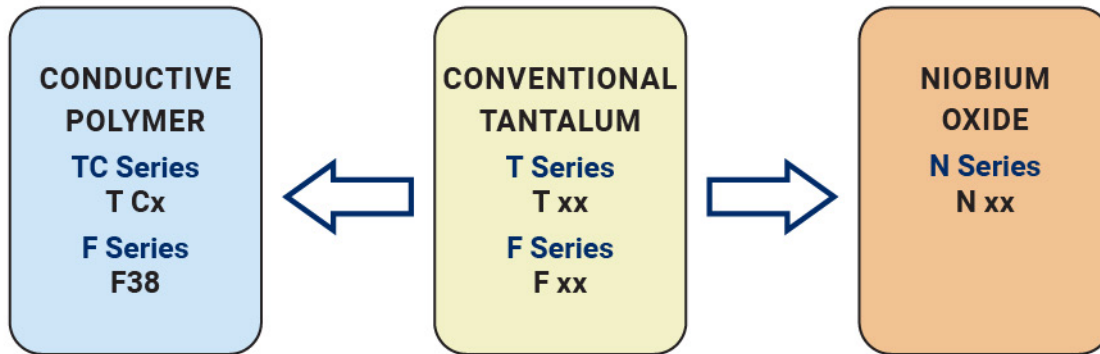 CONDUCTIVE
POLYMER
TC Series
T Cx
F Series
F38
CONVENTIONAL
TANTALUM
T Series
T xx
F Series
F xx
NIOBIUM
OXIDE
N Series
N xx